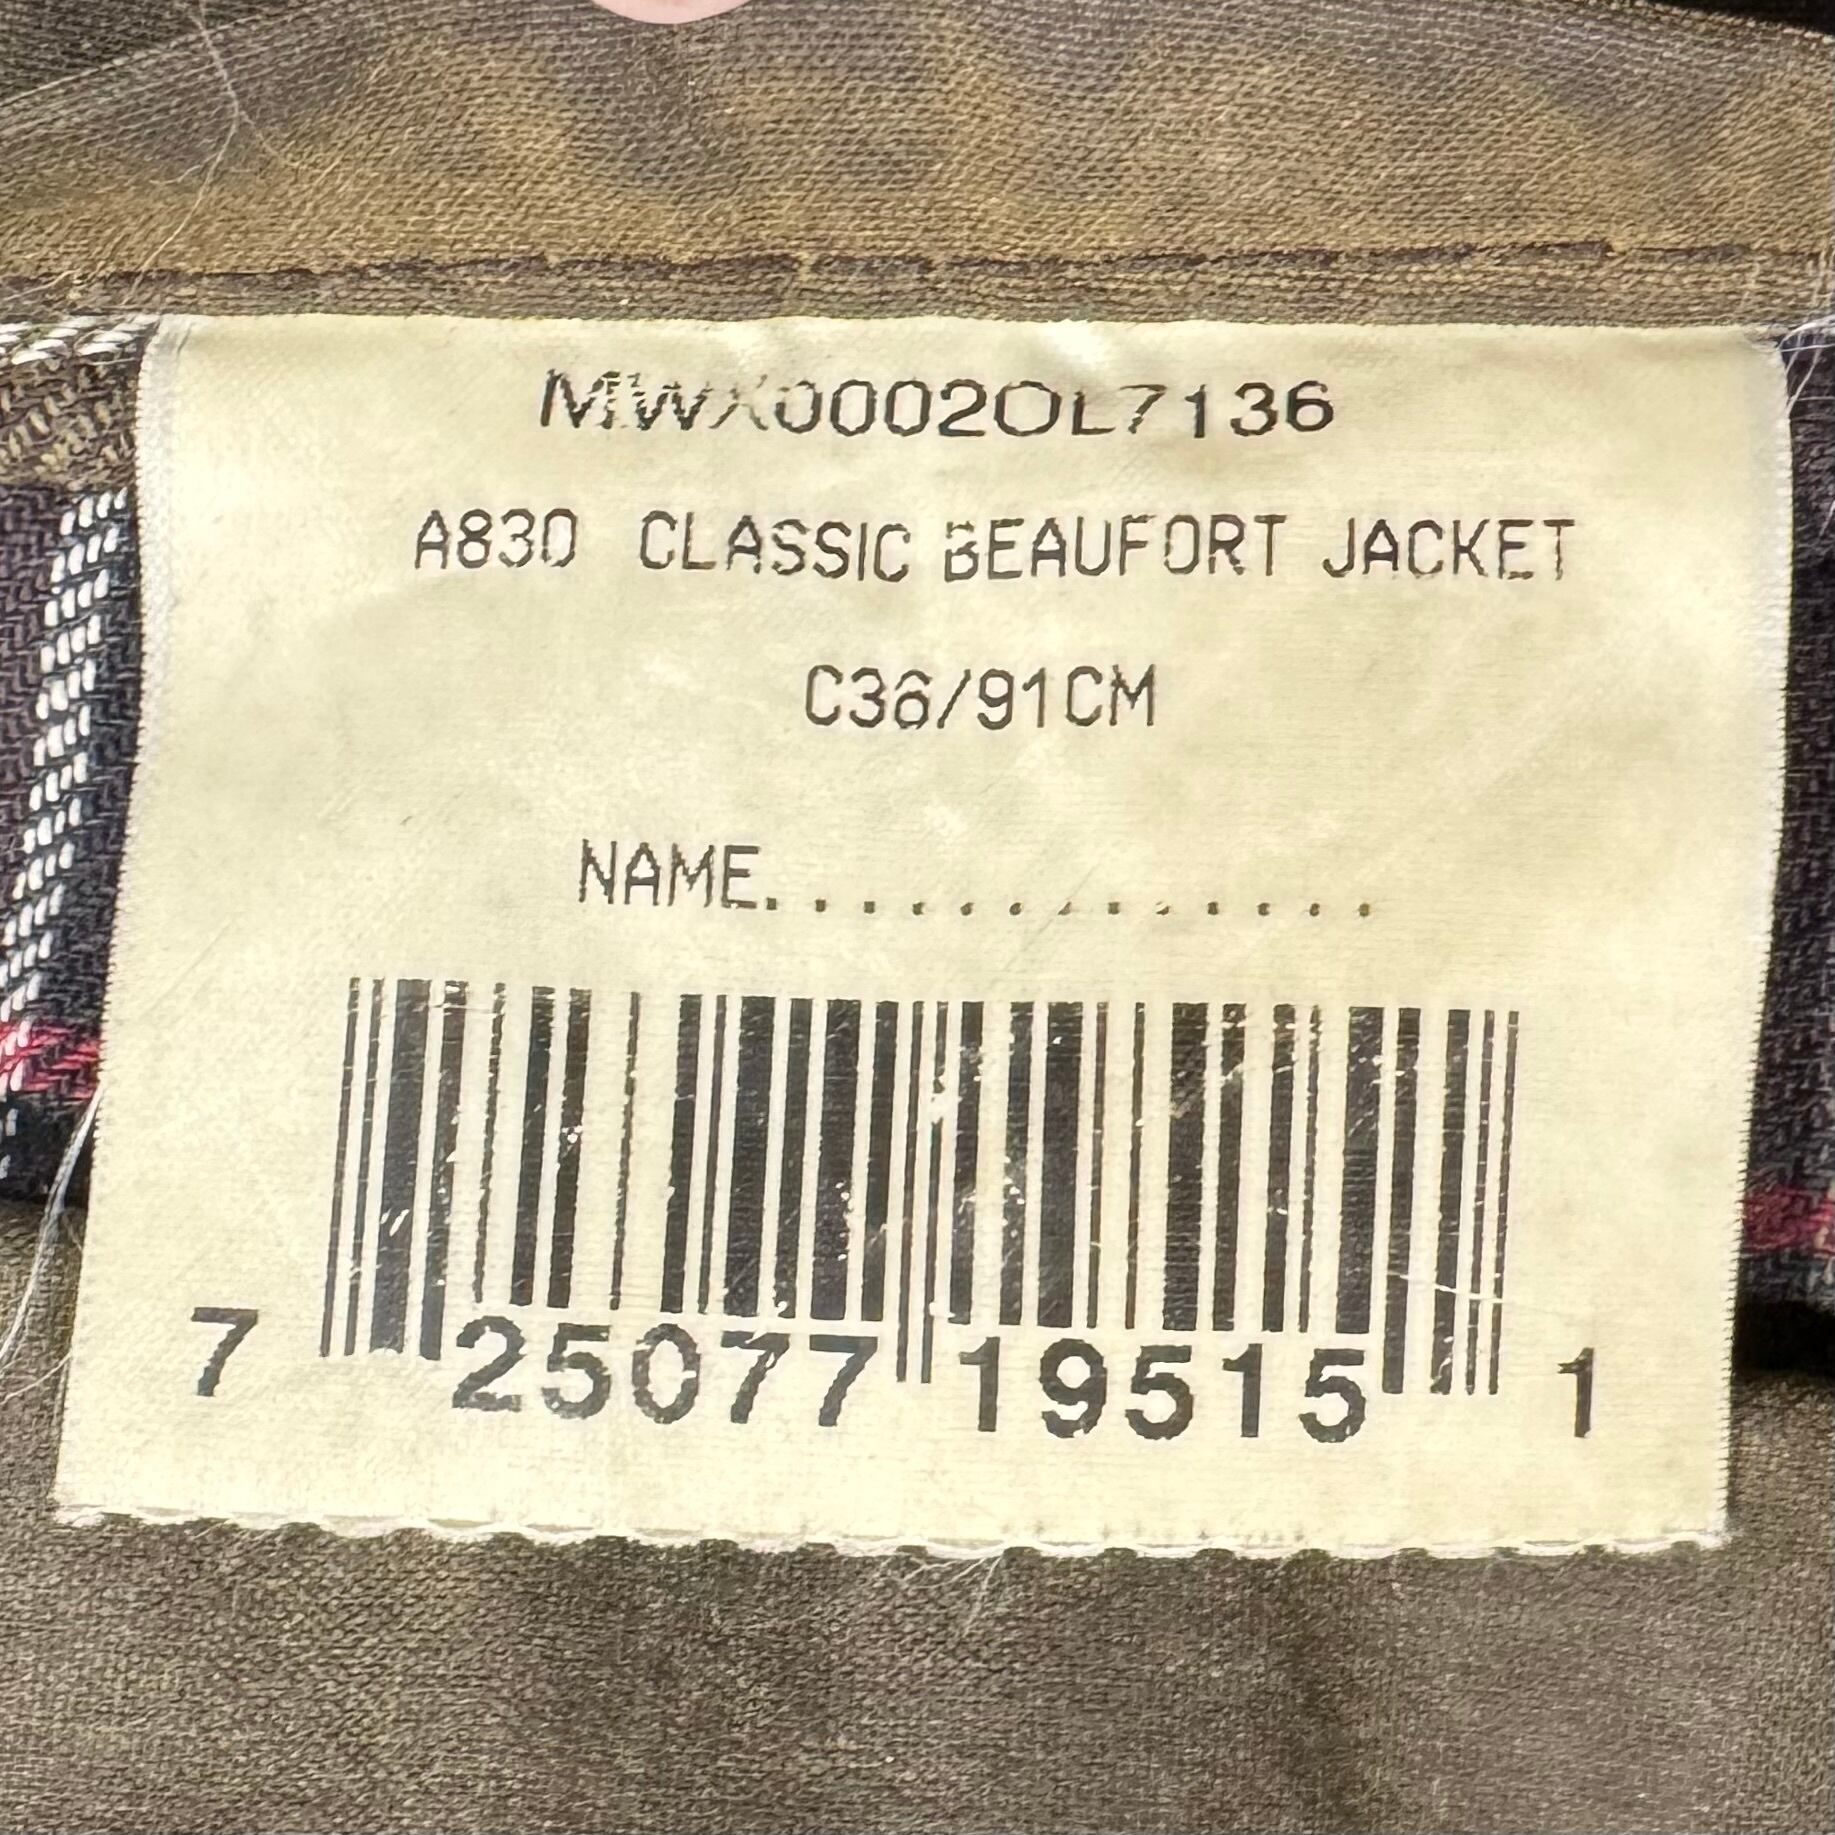 MWX0002OL7136
A830 CLASSIC BEAUFORT JACKET
C36/91CM
NAME.............
7 25077 19515 1